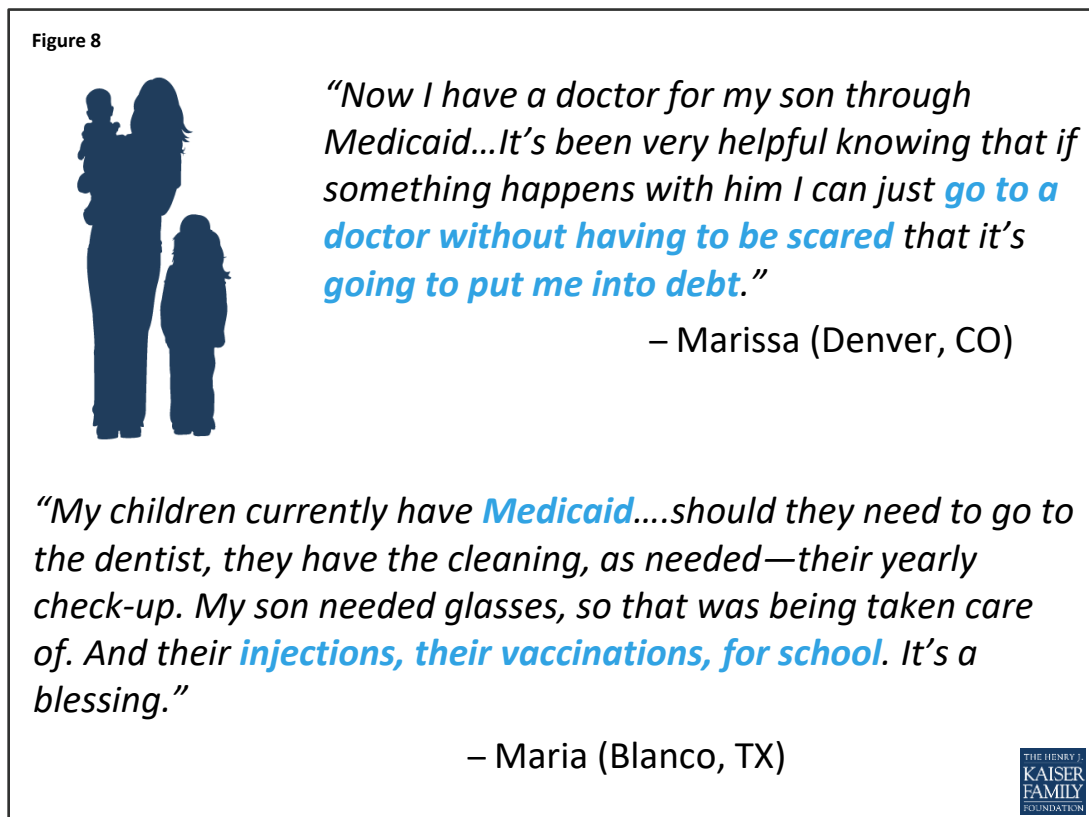 Figure 8
“Now I have a doctor for my son through
Medicaid…It’s been very helpful knowing that if
something happens with him I can just go to a
doctor without having to be scared that it’s
going to put me into debt.”
– Marissa (Denver, CO)
“My children currently have Medicaid….should they need to go to
the dentist, they have the cleaning, as needed—their yearly
check-up. My son needed glasses, so that was being taken care
of. And their injections, their vaccinations, for school. It’s a
blessing.”
– Maria (Blanco, TX)
THE HENRY J.
KAISER
FAMILY
FOUNDATION